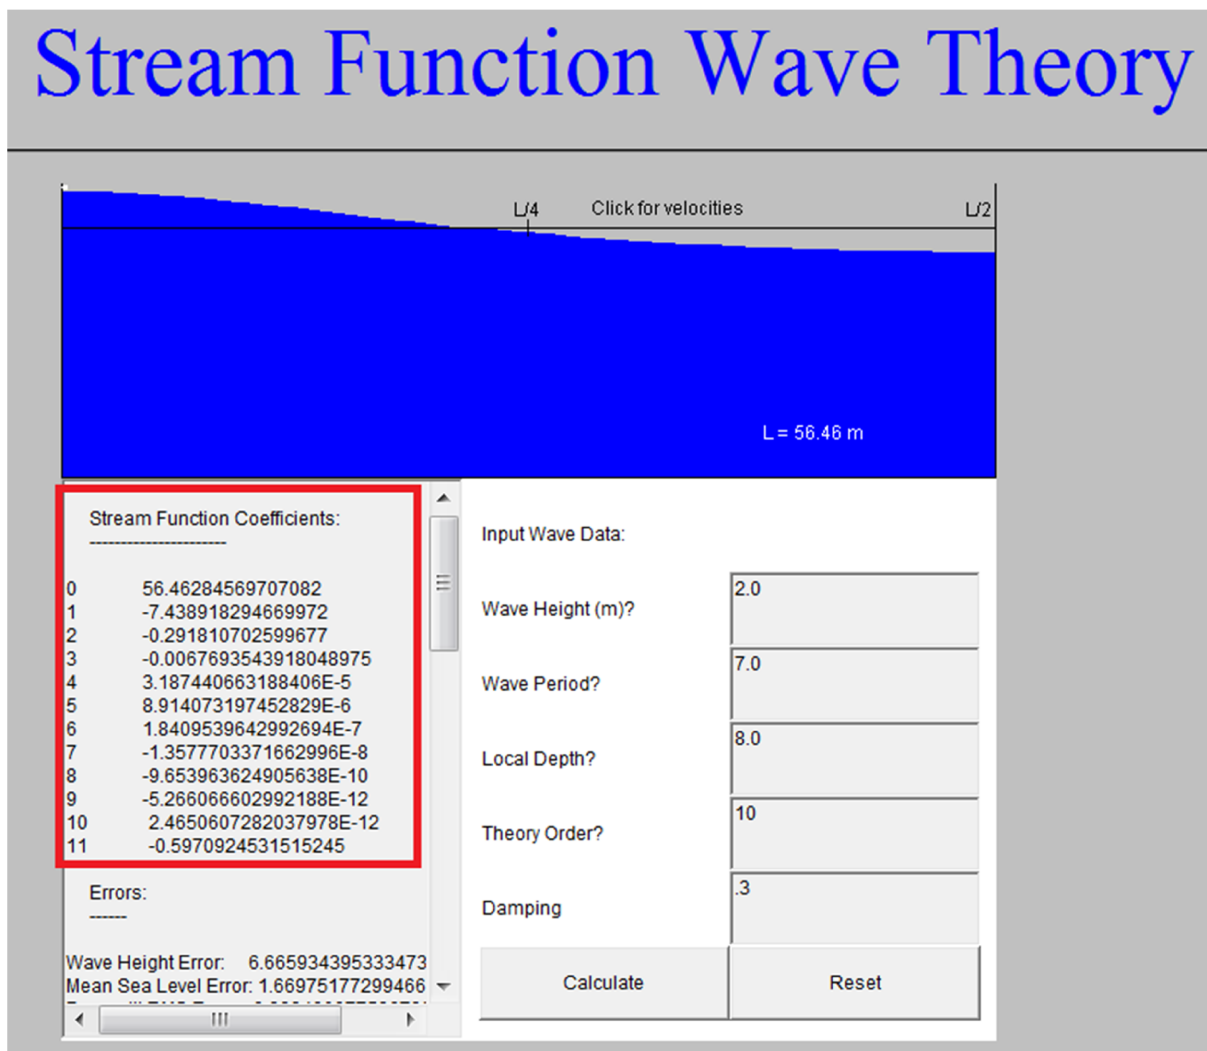 Stream Function Wave Theory
L/4 Click for velocities L/2
L = 56.46 m
Stream Function Coefficients:
----------------------
0 56.46284569707082
1 -7.438918294669972
2 -0.291810702599677
3 -0.0067693543918048975
4 3.187440663188406E-5
5 8.914073197452829E-6
6 1.8409539642992694E-7
7 -1.3577703371662996E-8
8 -9.653963624905638E-10
9 -5.266066602992188E-12
10 2.4650607282037978E-12
11 -0.5970924531515245
Errors:
------
Wave Height Error: 6.665934395333473
Mean Sea Level Error: 1.66975177299466
Input Wave Data:
Wave Height (m)? 2.0
Wave Period? 7.0
Local Depth? 8.0
Theory Order? 10
Damping .3
Calculate Reset